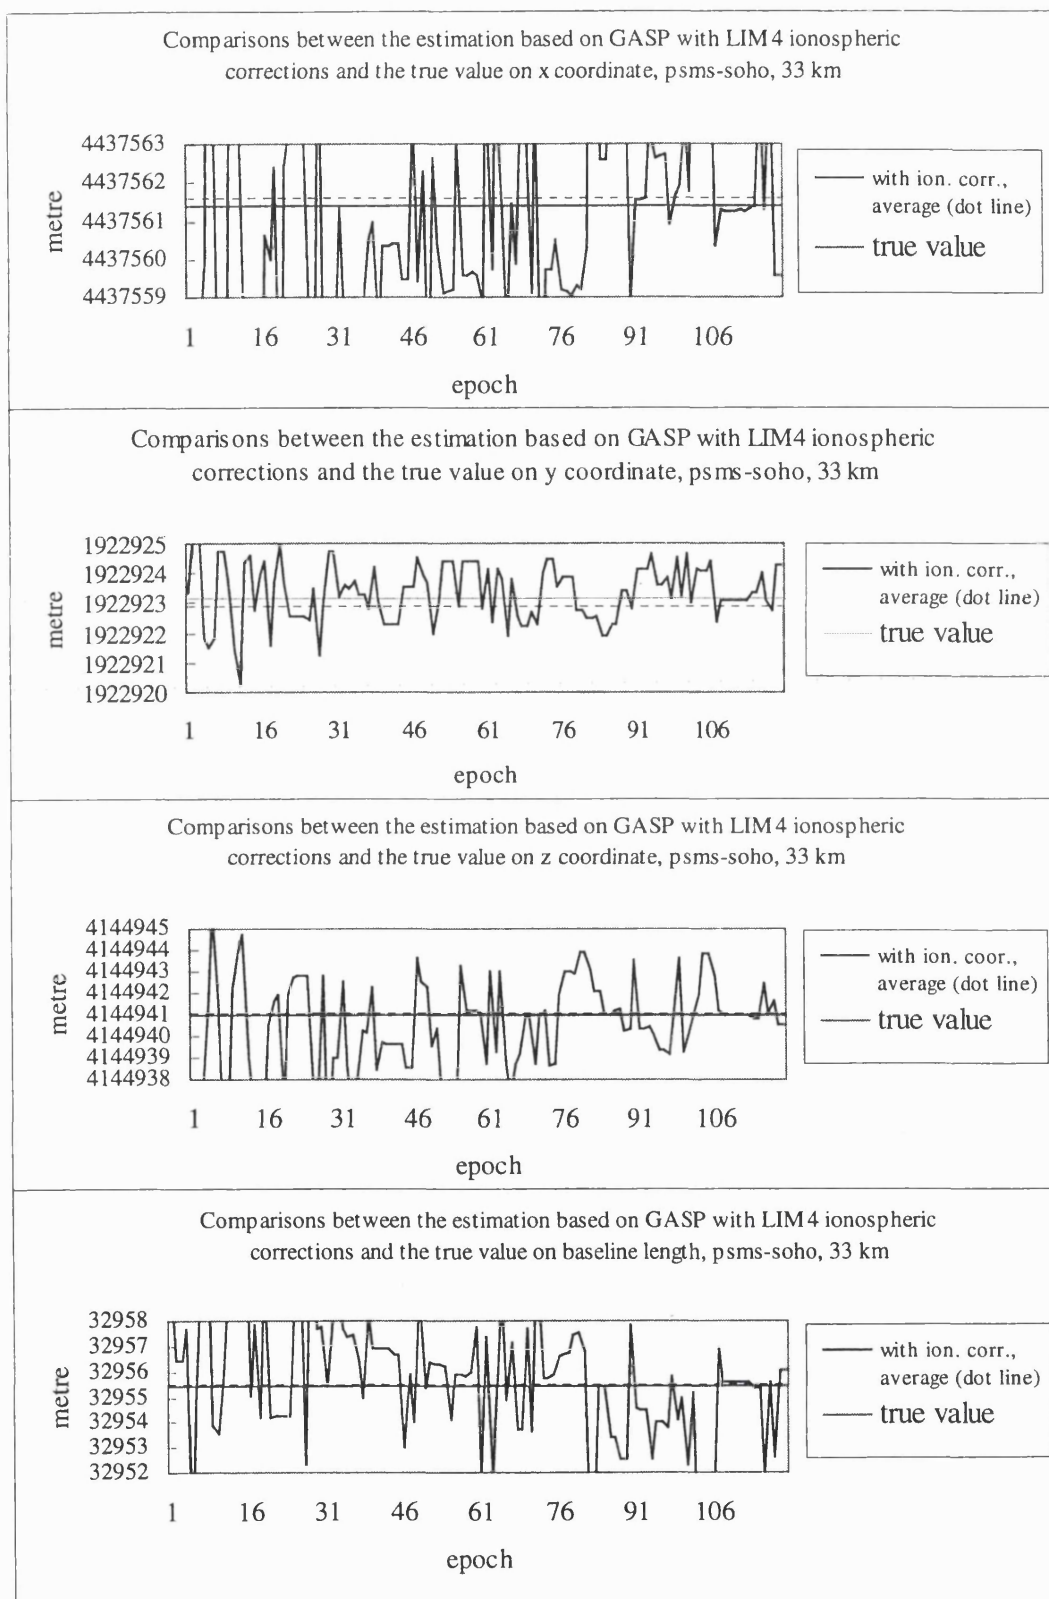 Comparisons between the estimation based on GASP with LIM4 ionospheric
corrections and the true value on x coordinate, psms-soho, 33 km
4437563
4437562
4437561
4437560
4437559
metre
1 16 31 46 61 76 91 106
epoch
with ion. corr.,
average (dot line)
true value
Comparisons between the estimation based on GASP with LIM4 ionospheric
corrections and the true value on y coordinate, psms-soho, 33 km
1922925
1922924
1922923
1922922
1922921
1922920
metre
1 16 31 46 61 76 91 106
epoch
with ion. corr.,
average (dot line)
true value
Comparisons between the estimation based on GASP with LIM4 ionospheric
corrections and the true value on z coordinate, psms-soho, 33 km
4144945
4144944
4144943
4144942
4144941
4144940
4144939
4144938
metre
1 16 31 46 61 76 91 106
epoch
with ion. coor.,
average (dot line)
true value
Comparisons between the estimation based on GASP with LIM4 ionospheric
corrections and the true value on baseline length, psms-soho, 33 km
32958
32957
32956
32955
32954
32953
32952
metre
1 16 31 46 61 76 91 106
epoch
with ion. corr.,
average (dot line)
true value